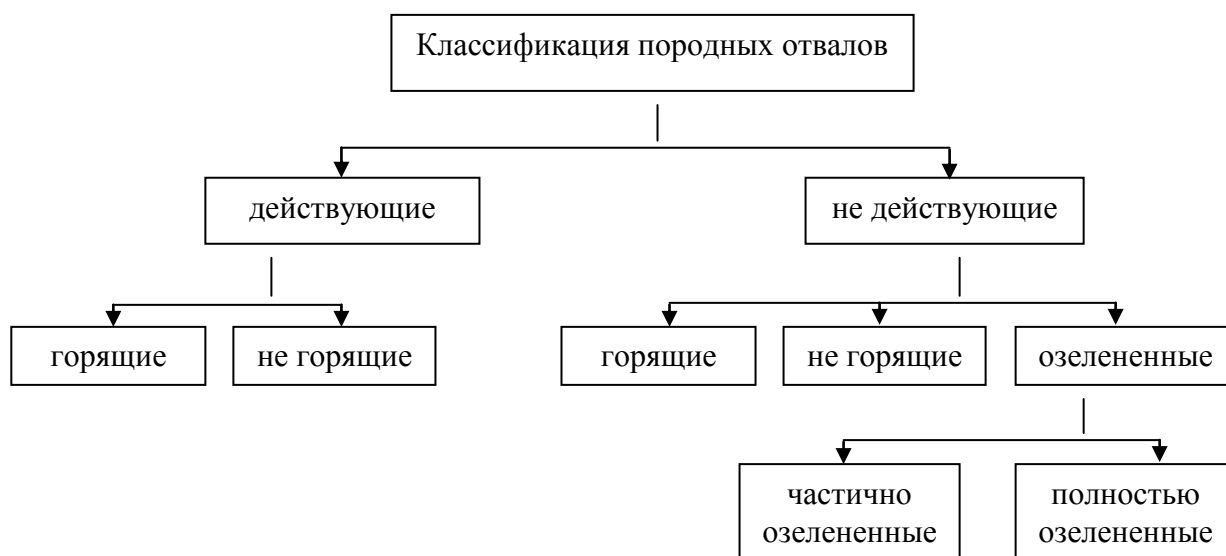 Классификация породных отвалов
действующие
не действующие
горящие
не горящие
горящие
не горящие
озелененные
частично
озелененные
полностью
озелененные